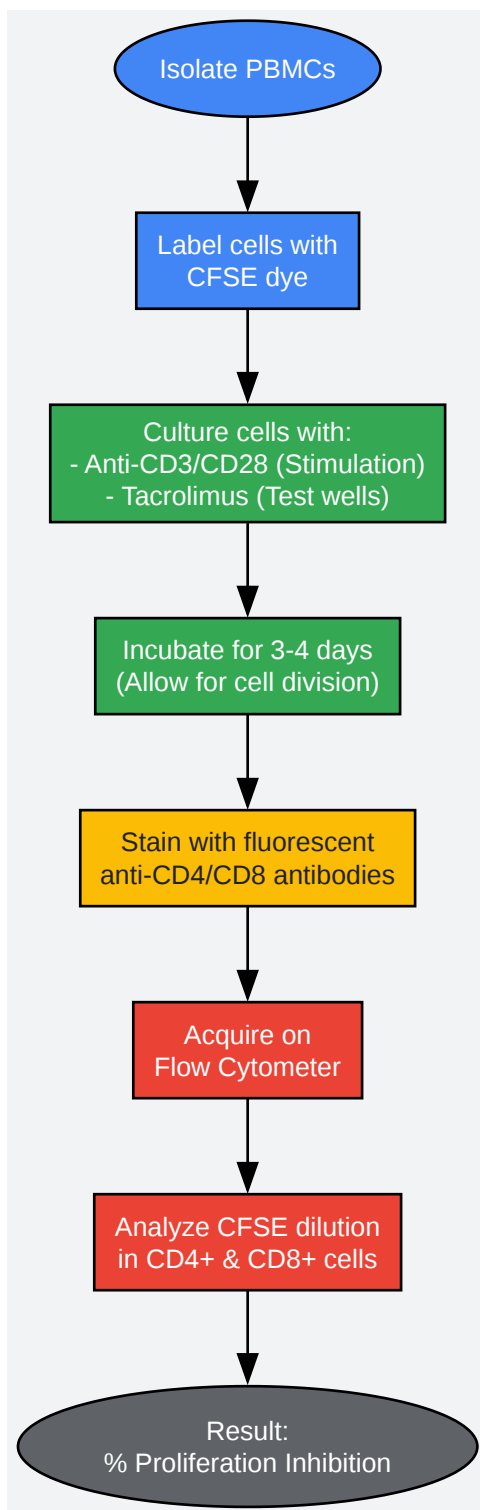 Isolate PBMCs
Label cells with
CFSE dye
Culture cells with:
- Anti-CD3/CD28 (Stimulation)
- Tacrolimus (Test wells)
Incubate for 3-4 days
(Allow for cell division)
Stain with fluorescent
anti-CD4/CD8 antibodies
Acquire on
Flow Cytometer
Analyze CFSE dilution
in CD4+ & CD8+ cells
Result:
% Proliferation Inhibition